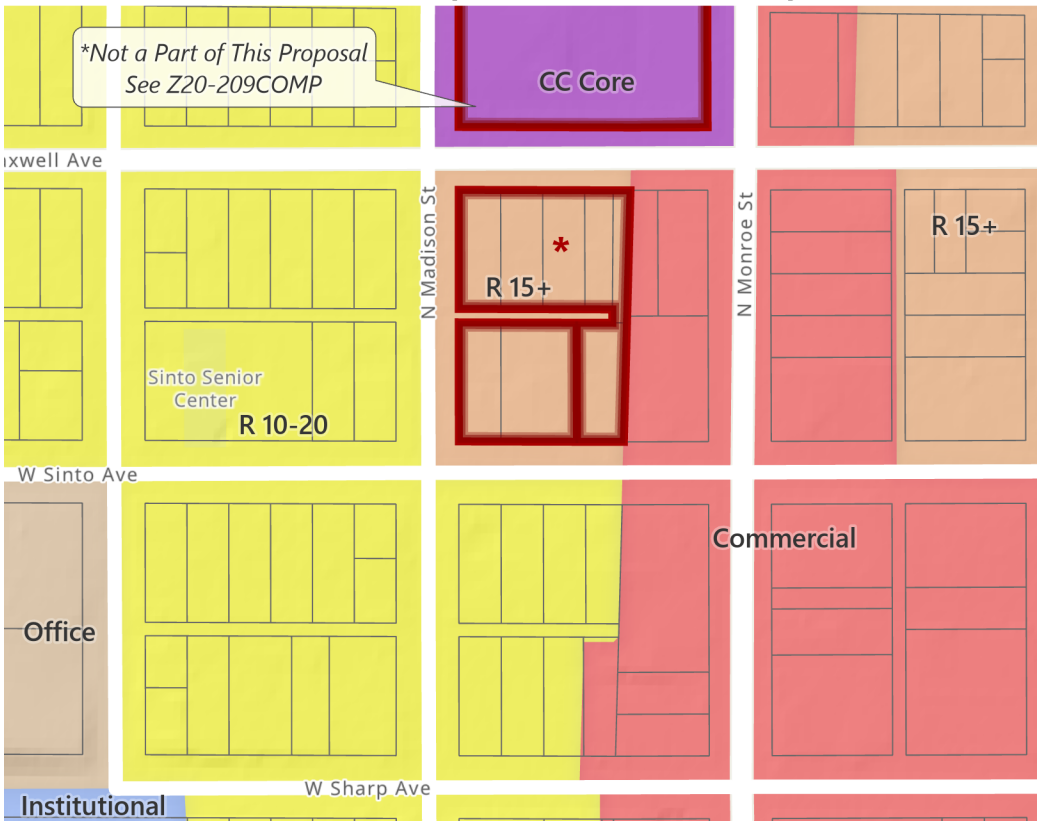 *Not a Part of This Proposal
See Z20-209COMP
CC Core
axwell Ave
N Madison St
N Monroe St
R 15+
*
R 15+
Sinto Senior
Center
R 10-20
W Sinto Ave
Commercial
Office
W Sharp Ave
Institutional